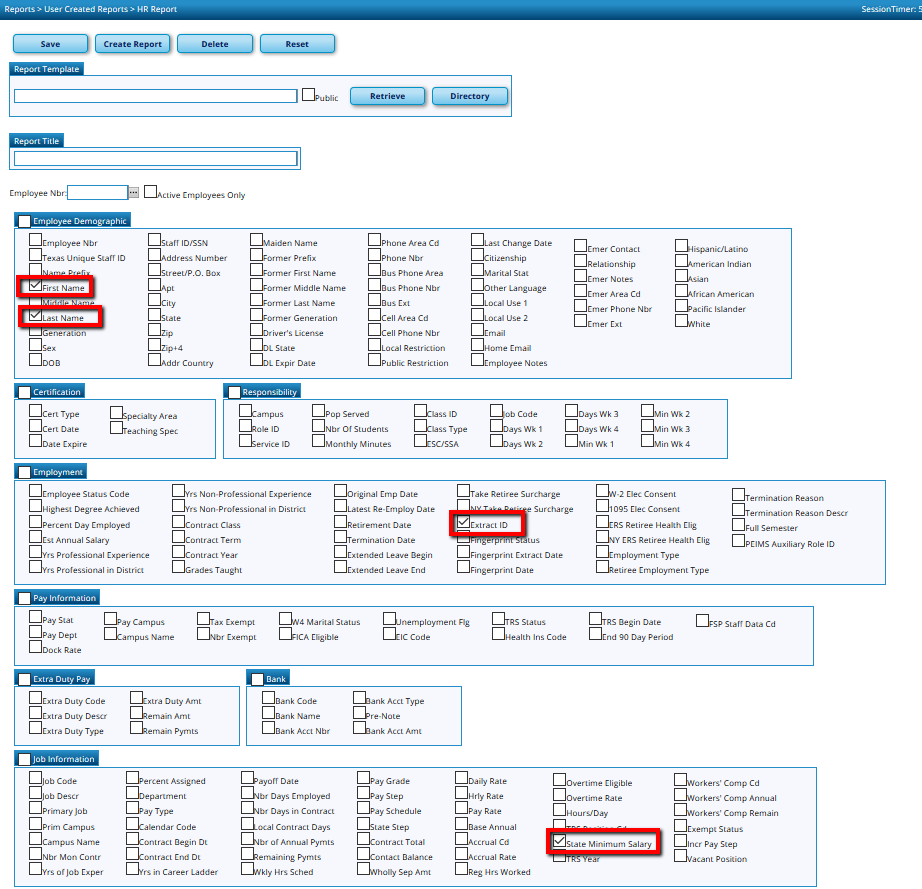 Reports > User Created Reports > HR Report SessionTimer: 5
Save Create Report Delete Reset
Report Template
Public Retrieve Directory
Report Title
Employee Nbr: ... Active Employees Only
Employee Demographic
Employee Nbr Staff ID/SSN Maiden Name Phone Area Cd Last Change Date Emer Contact Hispanic/Latino
Texas Unique Staff ID Address Number Former Prefix Phone Nbr Citizenship Relationship American Indian
Name Prefix Street/P.O. Box Former First Name Bus Phone Area Marital Stat Emer Notes Asian
First Name Apt Former Middle Name Bus Phone Nbr Other Language Emer Area Cd African American
Middle Name City Former Last Name Bus Ext Local Use 1 Emer Phone Nbr Pacific Islander
Last Name State Former Generation Cell Area Cd Local Use 2 Emer Ext White
Generation Zip Driver's License Cell Phone Nbr Email
Sex Zip+4 DL State Local Restriction Home Email
DOB Addr Country DL Expir Date Public Restriction Employee Notes
Certification
Cert Type Specialty Area
Cert Date Teaching Spec
Date Expire
Responsibility
Campus Pop Served Class ID Job Code Days Wk 3 Min Wk 2
Role ID Nbr Of Students Class Type Days Wk 1 Days Wk 4 Min Wk 3
Service ID Monthly Minutes ESC/SSA Days Wk 2 Min Wk 1 Min Wk 4
Employment
Employee Status Code Yrs Non-Professional Experience Original Emp Date Take Retiree Surcharge W-2 Elec Consent Termination Reason
Highest Degree Achieved Yrs Non-Professional in District Latest Re-Employ Date NY Take Retiree Surcharge 1095 Elec Consent Termination Reason Descr
Percent Day Employed Contract Class Retirement Date Extract ID ERS Retiree Health Elig Full Semester
Est Annual Salary Contract Term Termination Date Fingerprint Status NY ERS Retiree Health Elig PEIMS Auxiliary Role ID
Yrs Professional Experience Contract Year Extended Leave Begin Fingerprint Extract Date Employment Type
Yrs Professional in District Grades Taught Extended Leave End Fingerprint Date Retiree Employment Type
Pay Information
Pay Stat Pay Campus Tax Exempt W4 Marital Status Unemployment Flg TRS Status TRS Begin Date FSP Staff Data Cd
Pay Dept Campus Name Nbr Exempt FICA Eligible EIC Code Health Ins Code End 90 Day Period
Dock Rate
Extra Duty Pay
Extra Duty Code Extra Duty Amt
Extra Duty Descr Remain Amt
Extra Duty Type Remain Pymts
Bank
Bank Code Bank Acct Type
Bank Name Pre-Note
Bank Acct Nbr Bank Acct Amt
Job Information
Job Code Percent Assigned Payoff Date Pay Grade Daily Rate Overtime Eligible Workers' Comp Cd
Job Descr Department Nbr Days Employed Pay Step Hrly Rate Overtime Rate Workers' Comp Annual
Primary Job Pay Type Nbr Days in Contract Pay Schedule Pay Rate Hours/Day Workers' Comp Remain
Prim Campus Calendar Code Local Contract Days State Step Base Annual TRS Position Cd Exempt Status
Campus Name Contract Begin Dt Nbr of Annual Pymts Contract Total Accrual Cd State Minimum Salary Incr Pay Step
Nbr Mon Contr Contract End Dt Remaining Pymts Contact Balance Accrual Rate TRS Year Vacant Position
Yrs of Job Exper Yrs in Career Ladder Wkly Hrs Sched Wholly Sep Amt Reg Hrs Worked